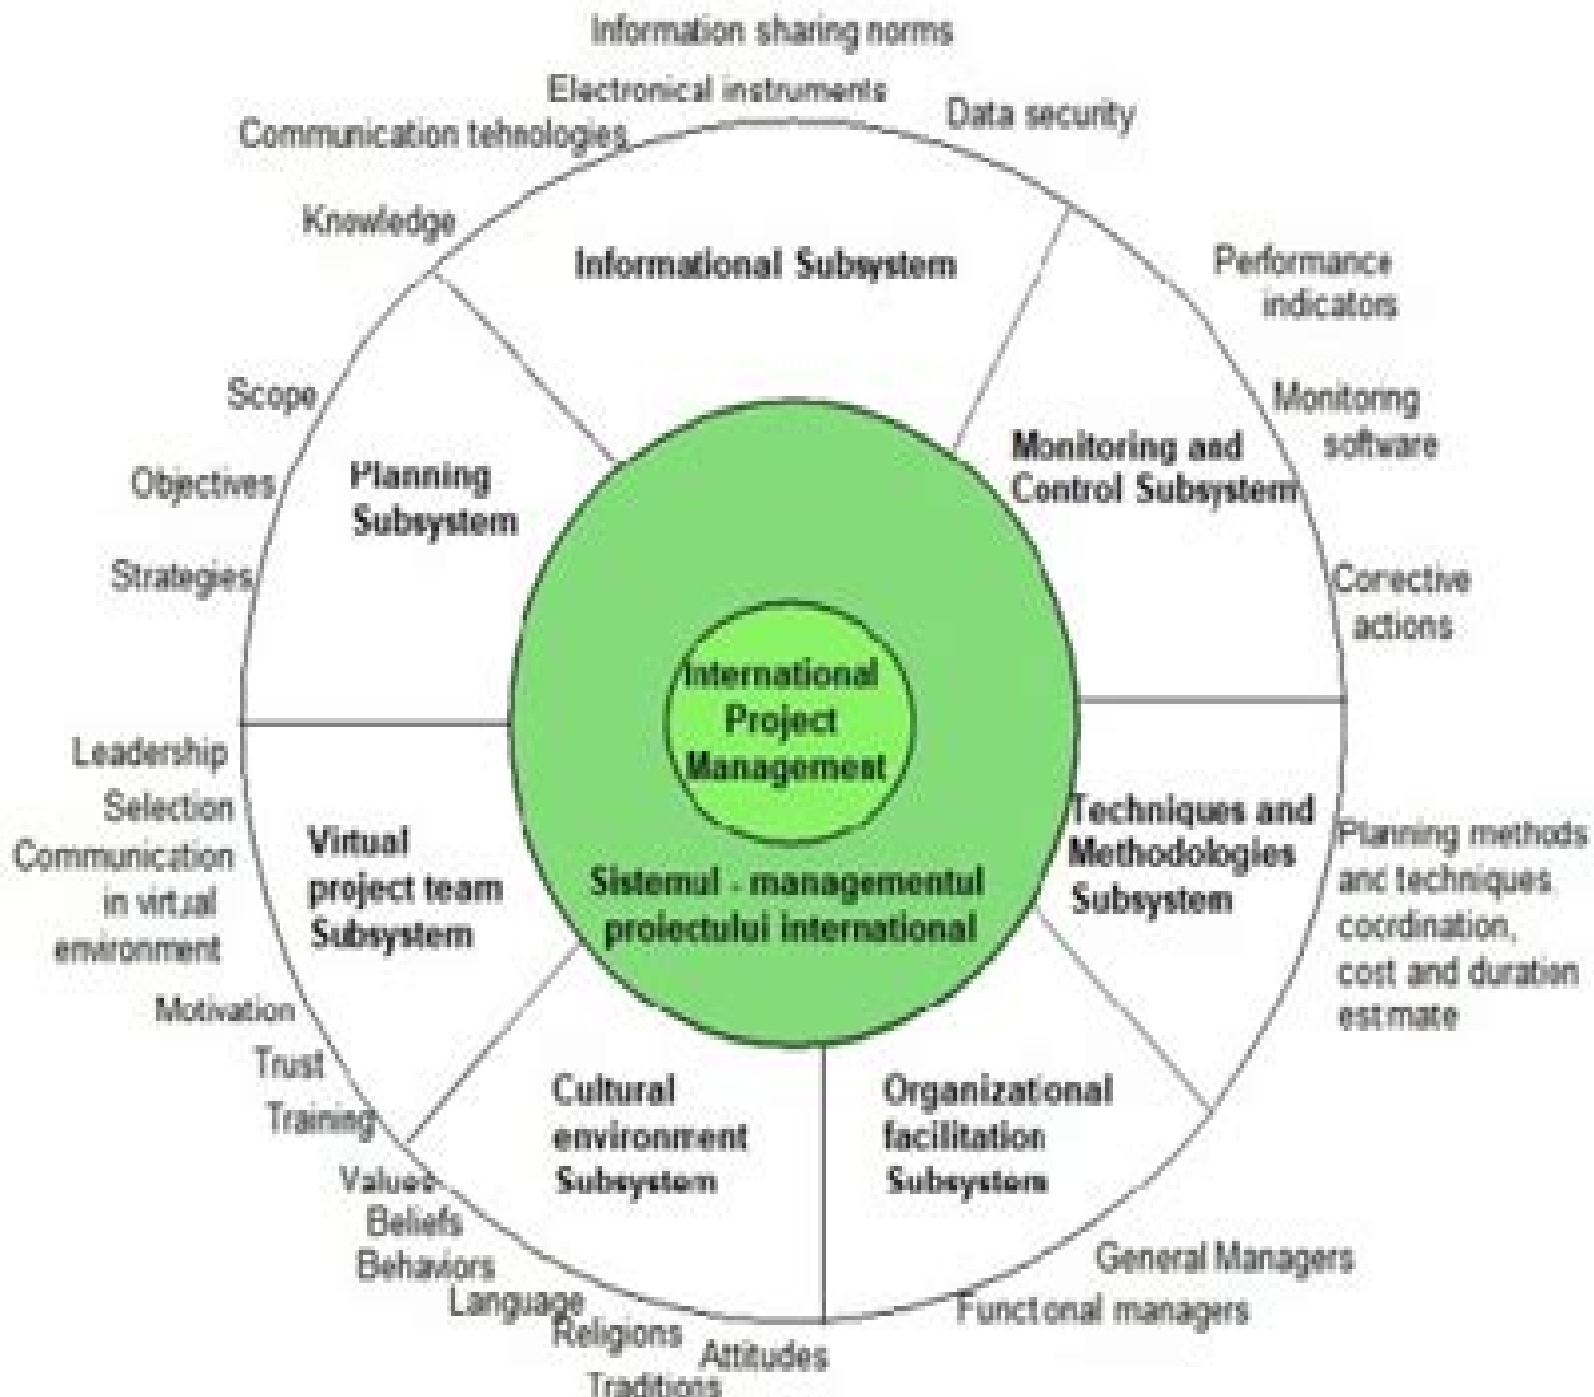 Information sharing norms
Electronical instruments
Data security
Communication tehnologies
Knowledge
Informational Subsystem
Performance
indicators
Scope
Monitoring
software
Objectives
Planning
Subsystem
Monitoring and
Control Subsystem
Strategies
Corrective
actions
International
Project
Management
Leadership
Selection
Communication
in virtual
environment
Virtual
project team
Subsystem
Techniques and
Methodologies
Subsystem
Planning methods
and techniques,
coordination,
cost and duration
estimate
Sistemul - managementul
proiectului international
Motivation
Trust
Training
Cultural
environment
Subsystem
Organizational
facilitation
Subsystem
Values
Beliefs
Behaviors
Language
Religions
Attitudes
Traditions
General Managers
Functional managers